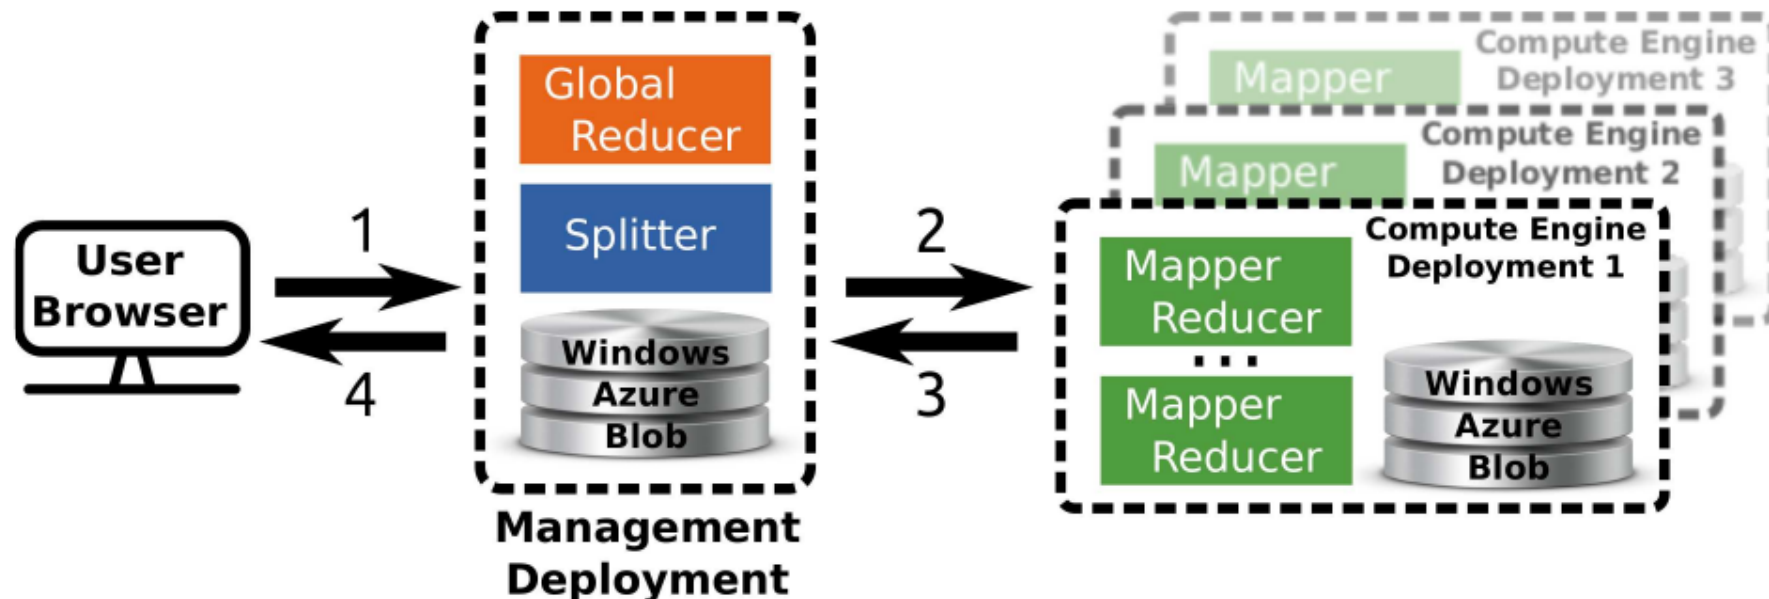 User
Browser
1
4
Global
Reducer
Splitter
Windows
Azure
Blob
Management
Deployment
2
3
Compute Engine
Deployment 3
Mapper
Compute Engine
Deployment 2
Mapper
Compute Engine
Deployment 1
Mapper
Reducer
...
Mapper
Reducer
Windows
Azure
Blob